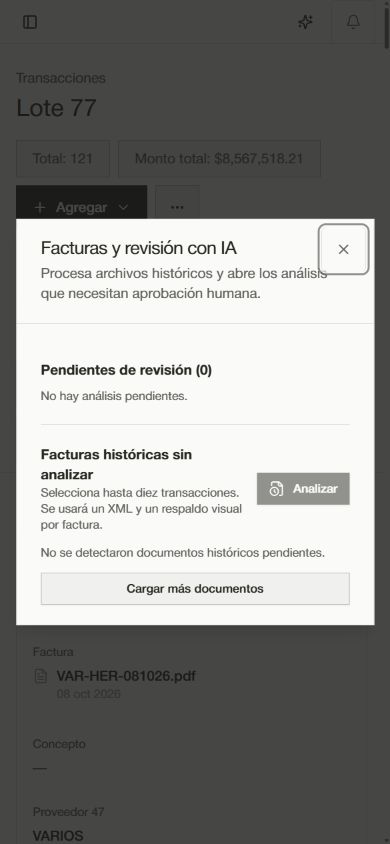 Transacciones
Lote 77
Total: 121
Monto total: $8,567,518.21
Agregar
Facturas y revisión con IA
Procesa archivos históricos y abre los análisis
que necesitan aprobación humana.
Pendientes de revisión (0)
No hay análisis pendientes.
Facturas históricas sin
analizar
Selecciona hasta diez transacciones.
Se usará un XML y un respaldo visual
por factura.
Analizar
No se detectaron documentos históricos pendientes.
Cargar más documentos
Factura
VAR-HER-081026.pdf
08 oct 2026
Concepto
—
Proveedor 47
VARIOS